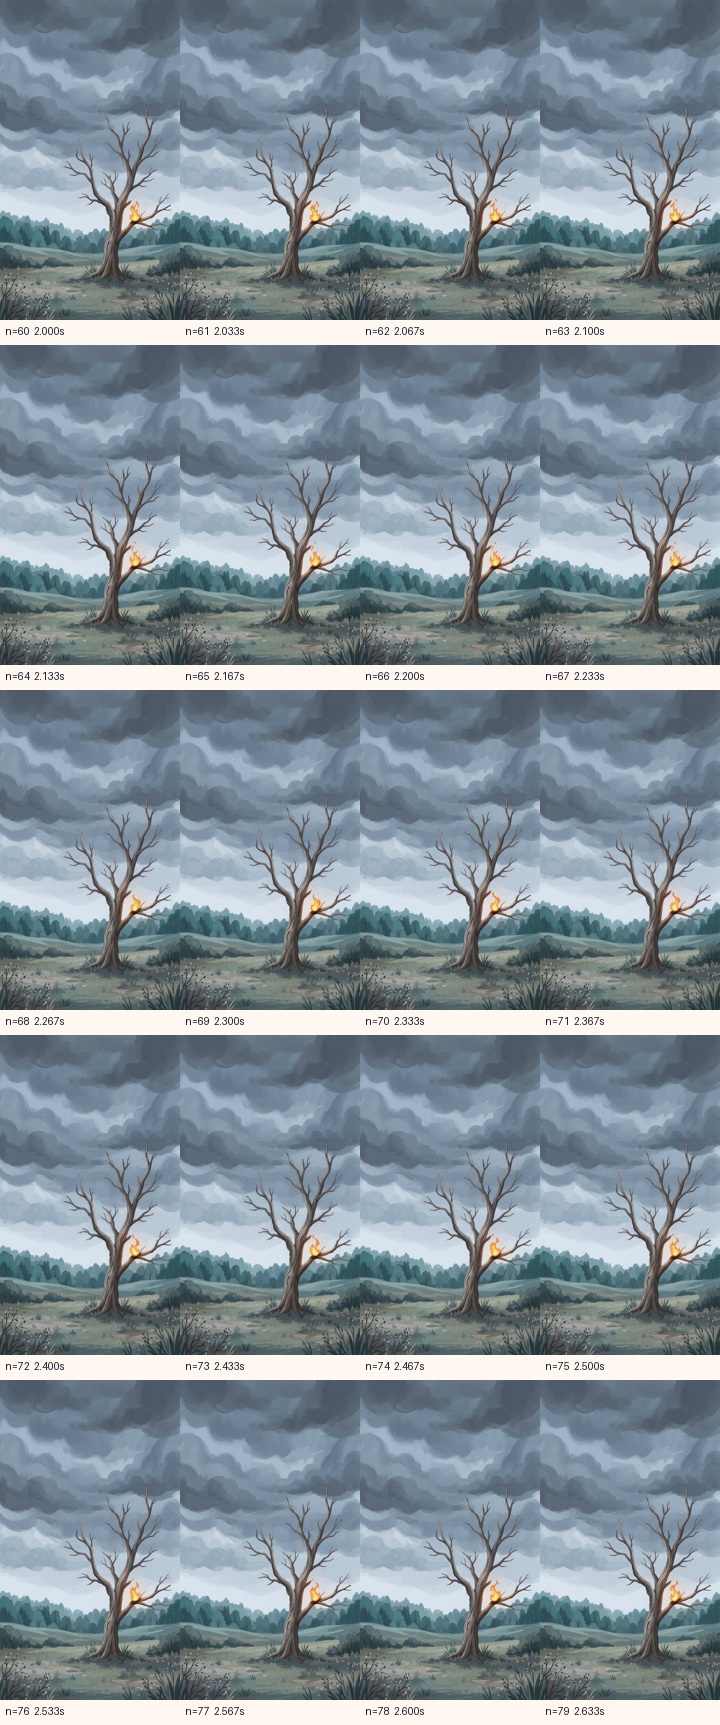 n=60 2.000s n=61 2.033s n=62 2.067s n=63 2.100s
n=64 2.133s n=65 2.167s n=66 2.200s n=67 2.233s
n=68 2.267s n=69 2.300s n=70 2.333s n=71 2.367s
n=72 2.400s n=73 2.433s n=74 2.467s n=75 2.500s
n=76 2.533s n=77 2.567s n=78 2.600s n=79 2.633s